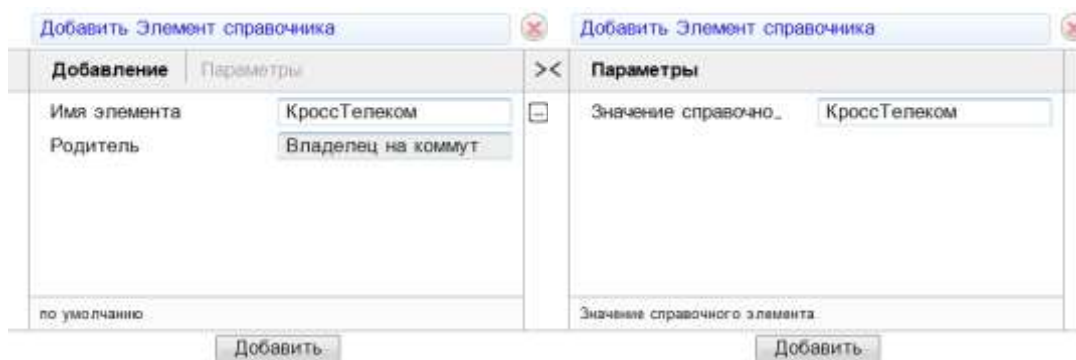 Добавить Элемент справочника
Добавление Параметры
Имя элемента КроссТелеком
Родитель Владелец на коммут
по умолчанию
Добавить
Добавить Элемент справочника
Параметры
Значение справочно_ КроссТелеком
Значение справочного элемента
Добавить